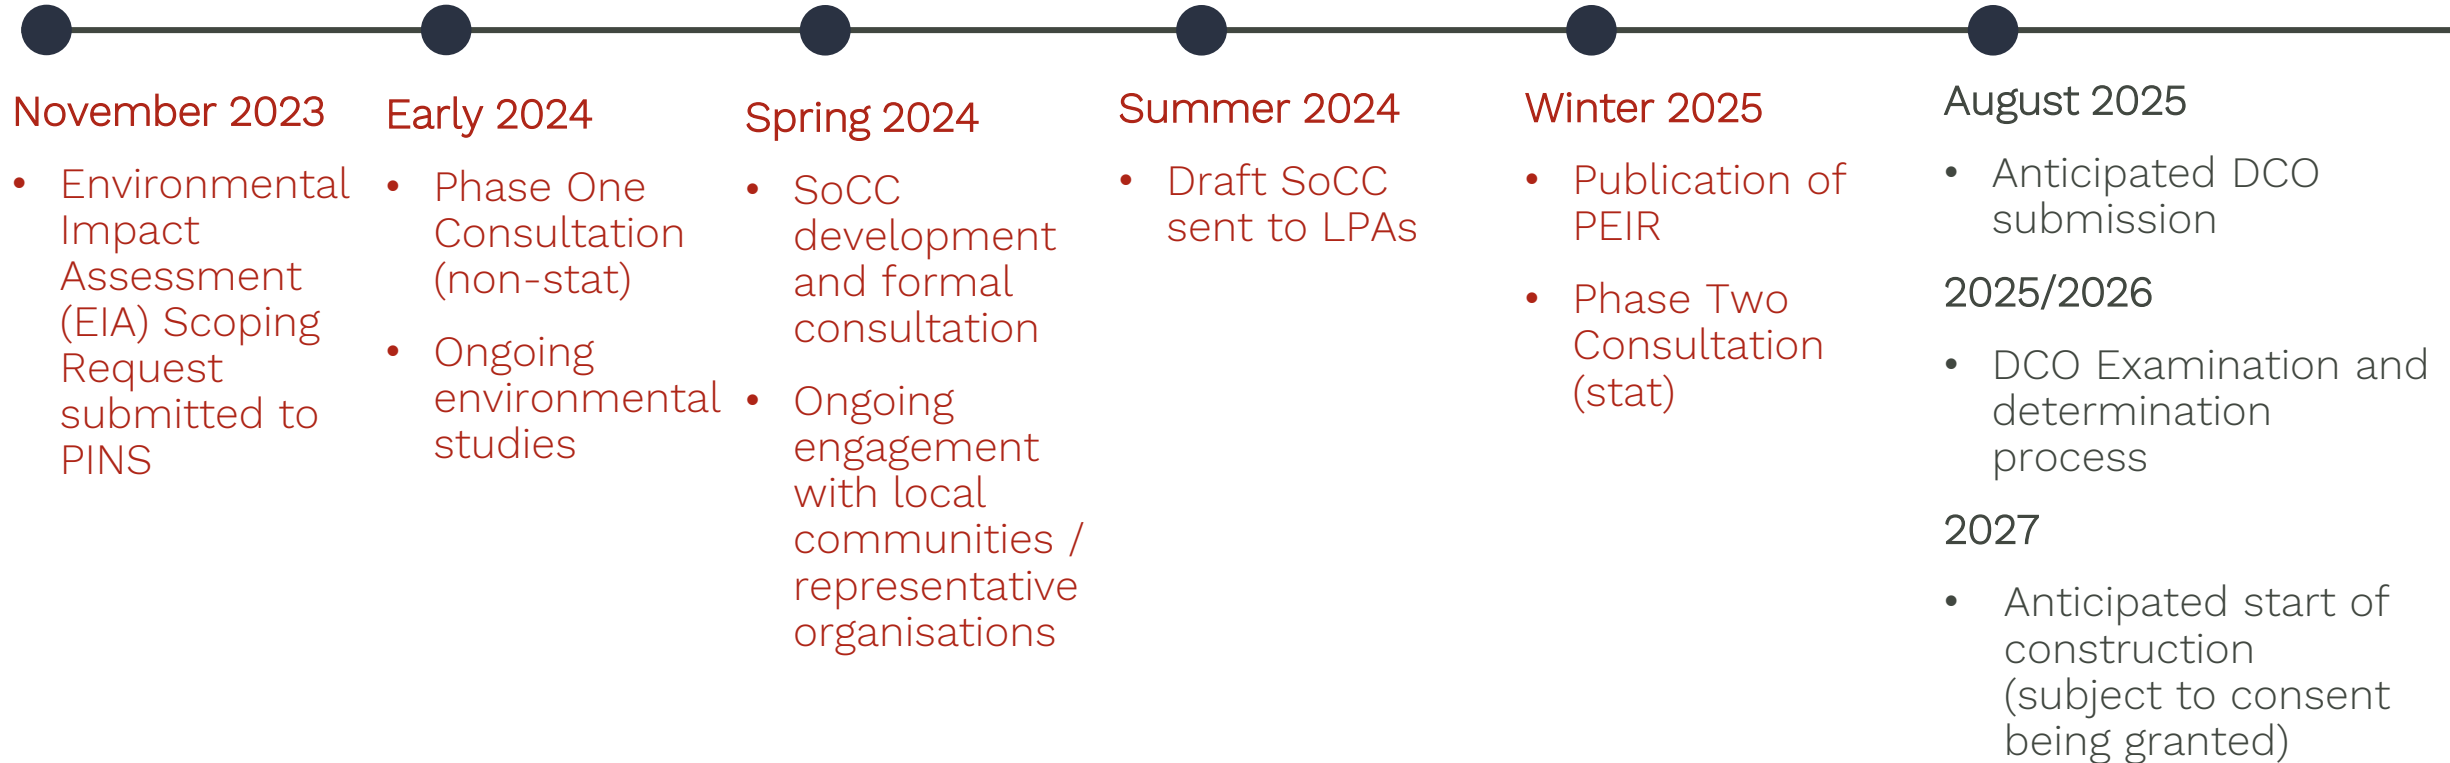 November 2023
• Environmental
Impact
Assessment
(EIA) Scoping
Request
submitted to
PINS
Early 2024
• Phase One
Consultation
(non-stat)
• Ongoing
environmental
studies
Spring 2024
• SoCC
development
and formal
consultation
• Ongoing
engagement
with local
communities /
representative
organisations
Summer 2024
• Draft SoCC
sent to LPAs
Winter 2025
• Publication of
PEIR
• Phase Two
Consultation
(stat)
August 2025
• Anticipated DCO
submission
2025/2026
• DCO Examination and
determination
process
2027
• Anticipated start of
construction
(subject to consent
being granted)